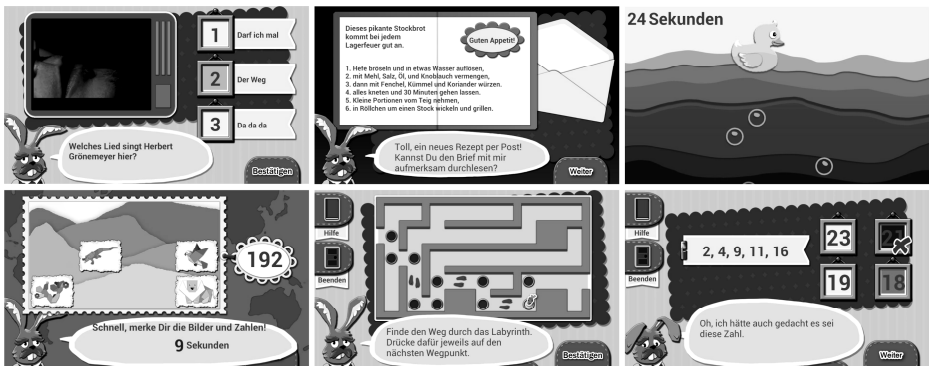 1 Darf ich mal
2 Der Weg
3 Da da da
Welches Lied singt Herbert
Grönemeyer hier?
Bestätigen
Dieses pikante Stockbrot
kommt bei jedem
Lagerfeuer gut an.
Guten Appetit!
1. Hefe bröseln und in etwas Wasser auflösen,
2. mit Mehl, Salz, Öl, und Knoblauch vermengen,
3. dann mit Fenchel, Kümmel und Koriander würzen.
4. alles kneten und 30 Minuten gehen lassen.
5. Kleine Portionen vom Teig nehmen,
6. in Röllchen um einen Stock wickeln und grillen.
Toll, ein neues Rezept per Post!
Kannst Du den Brief mit mir
aufmerksam durchlesen?
Weiter
24 Sekunden
192
Schnell, merke Dir die Bilder und Zahlen!
9 Sekunden
Hilfe
Beenden
Finde den Weg durch das Labyrinth.
Drücke dafür jeweils auf den
nächsten Wegpunkt.
Bestätigen
Hilfe
Beenden
2, 4, 9, 11, 16
23 21
19 18
Oh, ich hätte auch gedacht es sei
diese Zahl.
Weiter